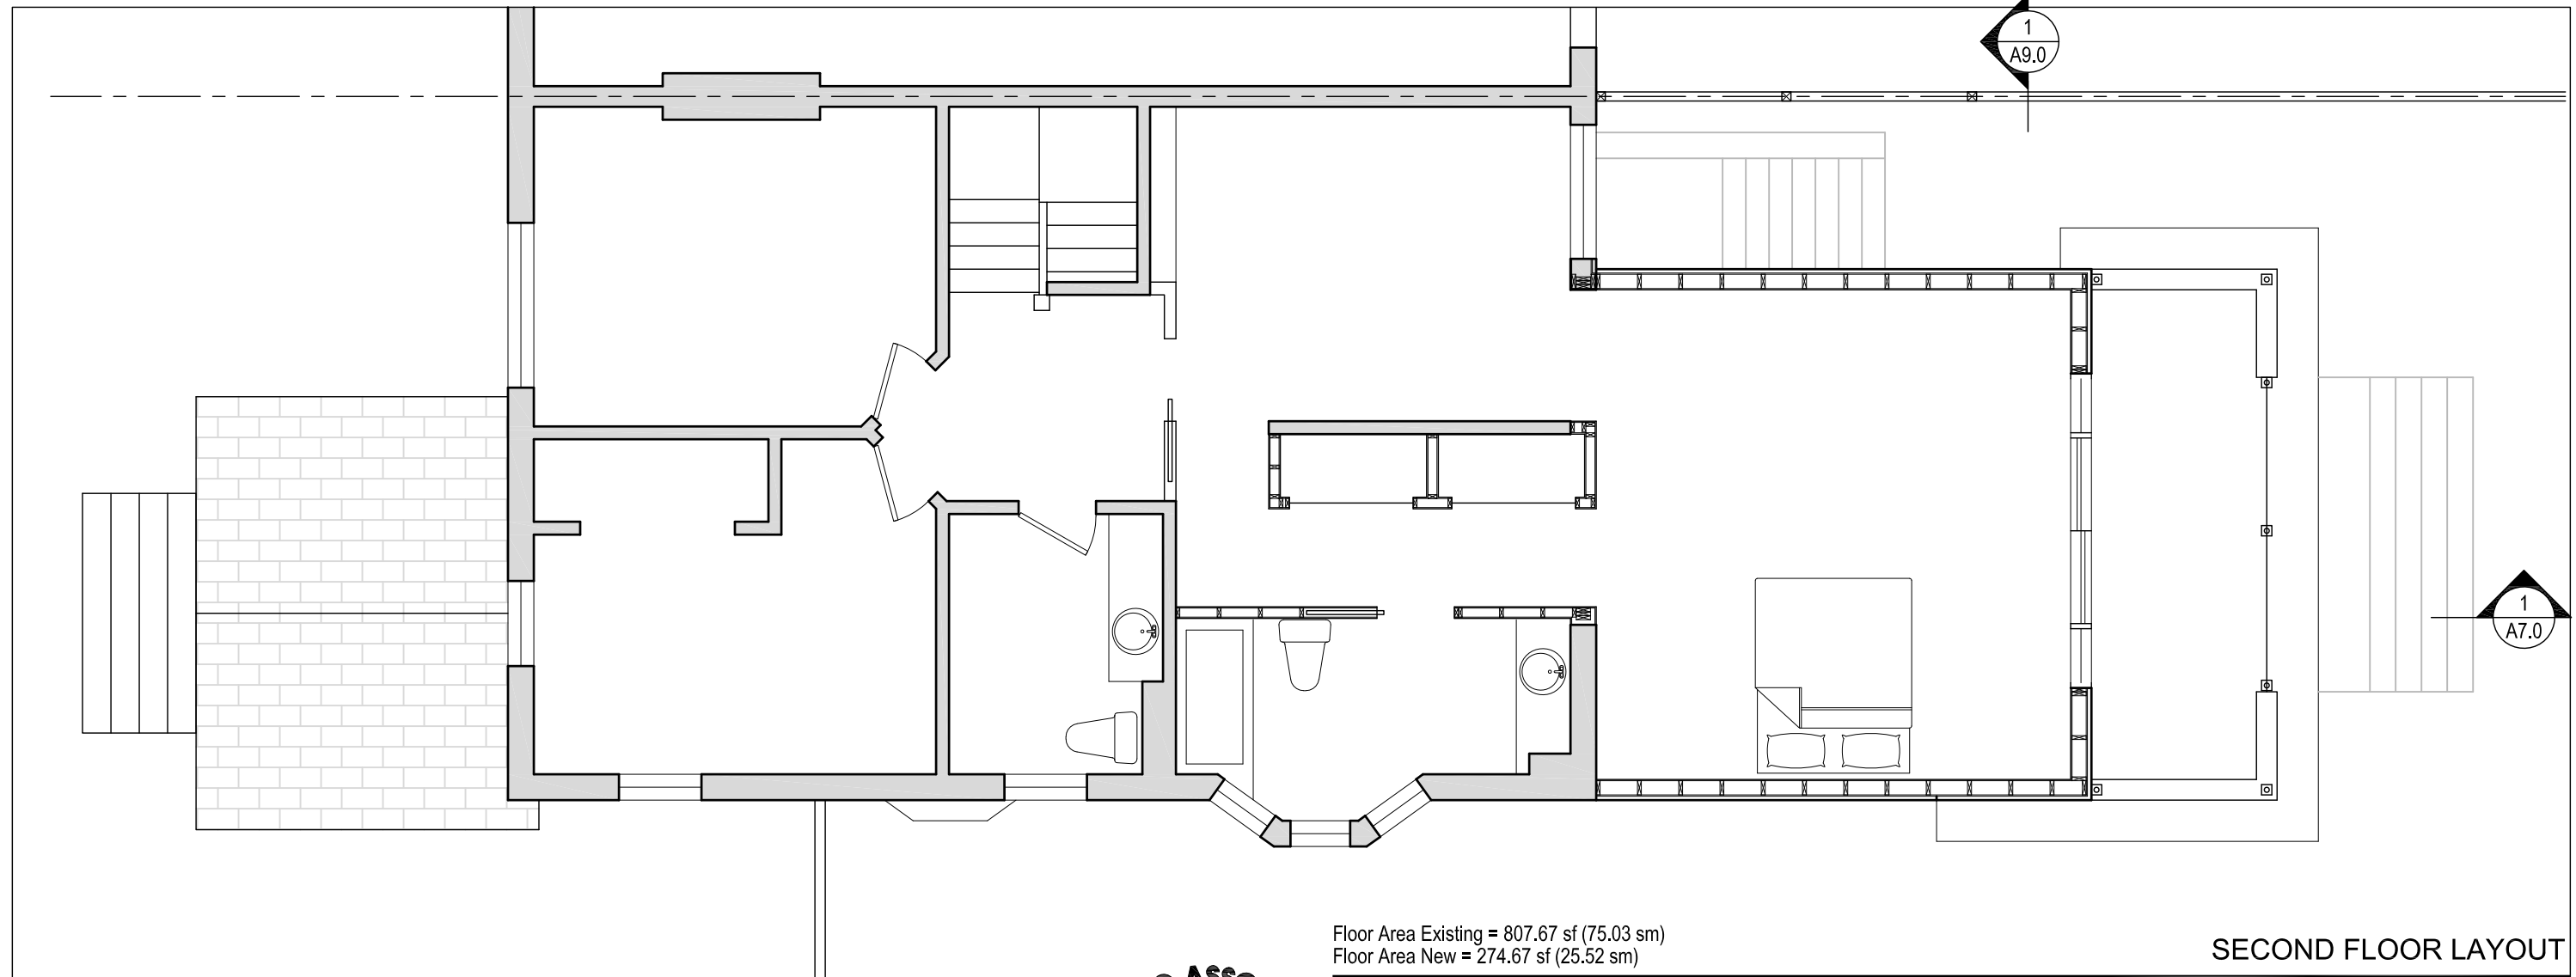 1
A9.0
1
A7.0
Floor Area Existing = 807.67 sf (75.03 sm)
Floor Area New = 274.67 sf (25.52 sm)
SECOND FLOOR LAYOUT